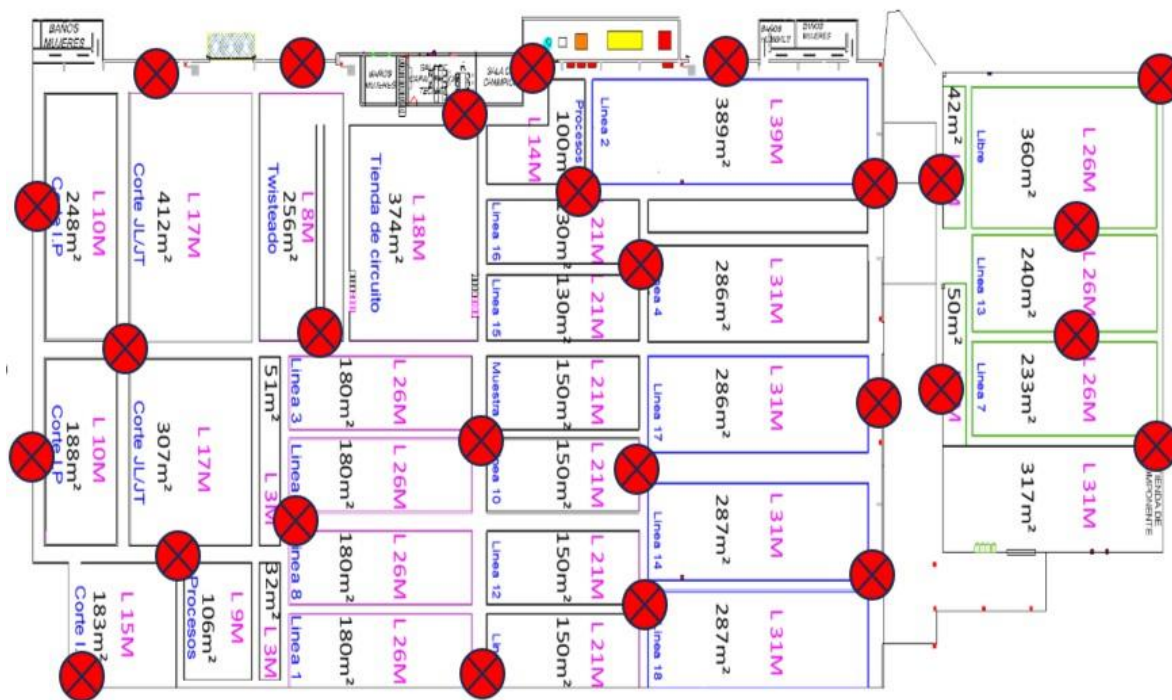 BAÑOS
MUJERES
BAÑOS
MUJERES
SALA DE
BAÑOS
BAÑOS
MUJERES
Corte I.P
248m²
L 10M
Corte JL/JT
412m²
L 17M
Twisteado
256m²
L 8M
Tienda de circuito
374m²
L 18M
Procesos
100m²
L 14M
Linea 2
389m²
L 39M
42m²
Libre
360m²
L 26M
Linea 16
130m²
L 21M
Linea 15
130m²
L 21M
Linea 4
286m²
L 31M
Linea 13
240m²
L 26M
50m²
Linea 7
233m²
L 26M
Corte I.P
188m²
L 10M
Corte JL/JT
307m²
L 17M
51m²
L 3M
Linea 3
180m²
L 26M
Muestra
150m²
L 21M
Linea 17
286m²
L 31M
180m²
L 26M
150m²
L 21M
317m²
L 31M
Linea 14
287m²
L 31M
183m²
L 15M
Procesos
106m²
L 9M
32m²
L 3M
Linea 8
180m²
L 26M
Linea 12
150m²
L 21M
Linea 1
180m²
L 26M
150m²
L 21M
Linea 18
287m²
L 31M